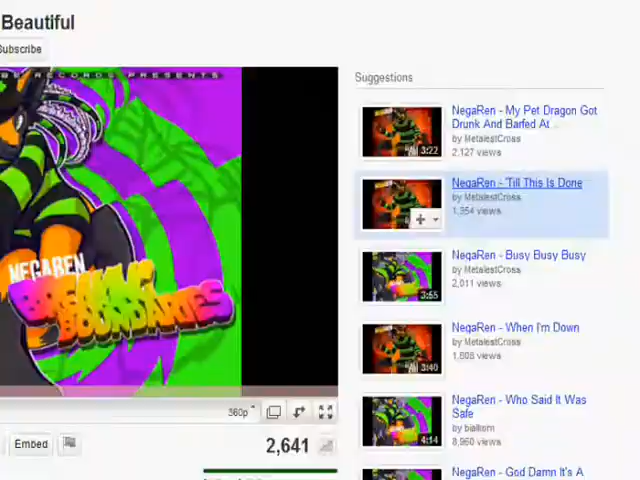 Beautiful
Subscribe
RECORDS PRESENTS
NEGAREN
BREAKING
BOUNDARIES
360p
Embed
2,641
Suggestions
NegaRen - My Pet Dragon Got
Drunk And Barfed At ...
by MetalestCross
2,127 views
3:22
NegaRen - 'Till This Is Done
by MetalestCross
1,354 views
NegaRen - Busy Busy Busy
by MetalestCross
2,011 views
3:55
NegaRen - When I'm Down
by MetalestCross
1,808 views
3:40
NegaRen - Who Said It Was
Safe
by bialkorn
8,960 views
4:14
NegaRen - God Damn It's A